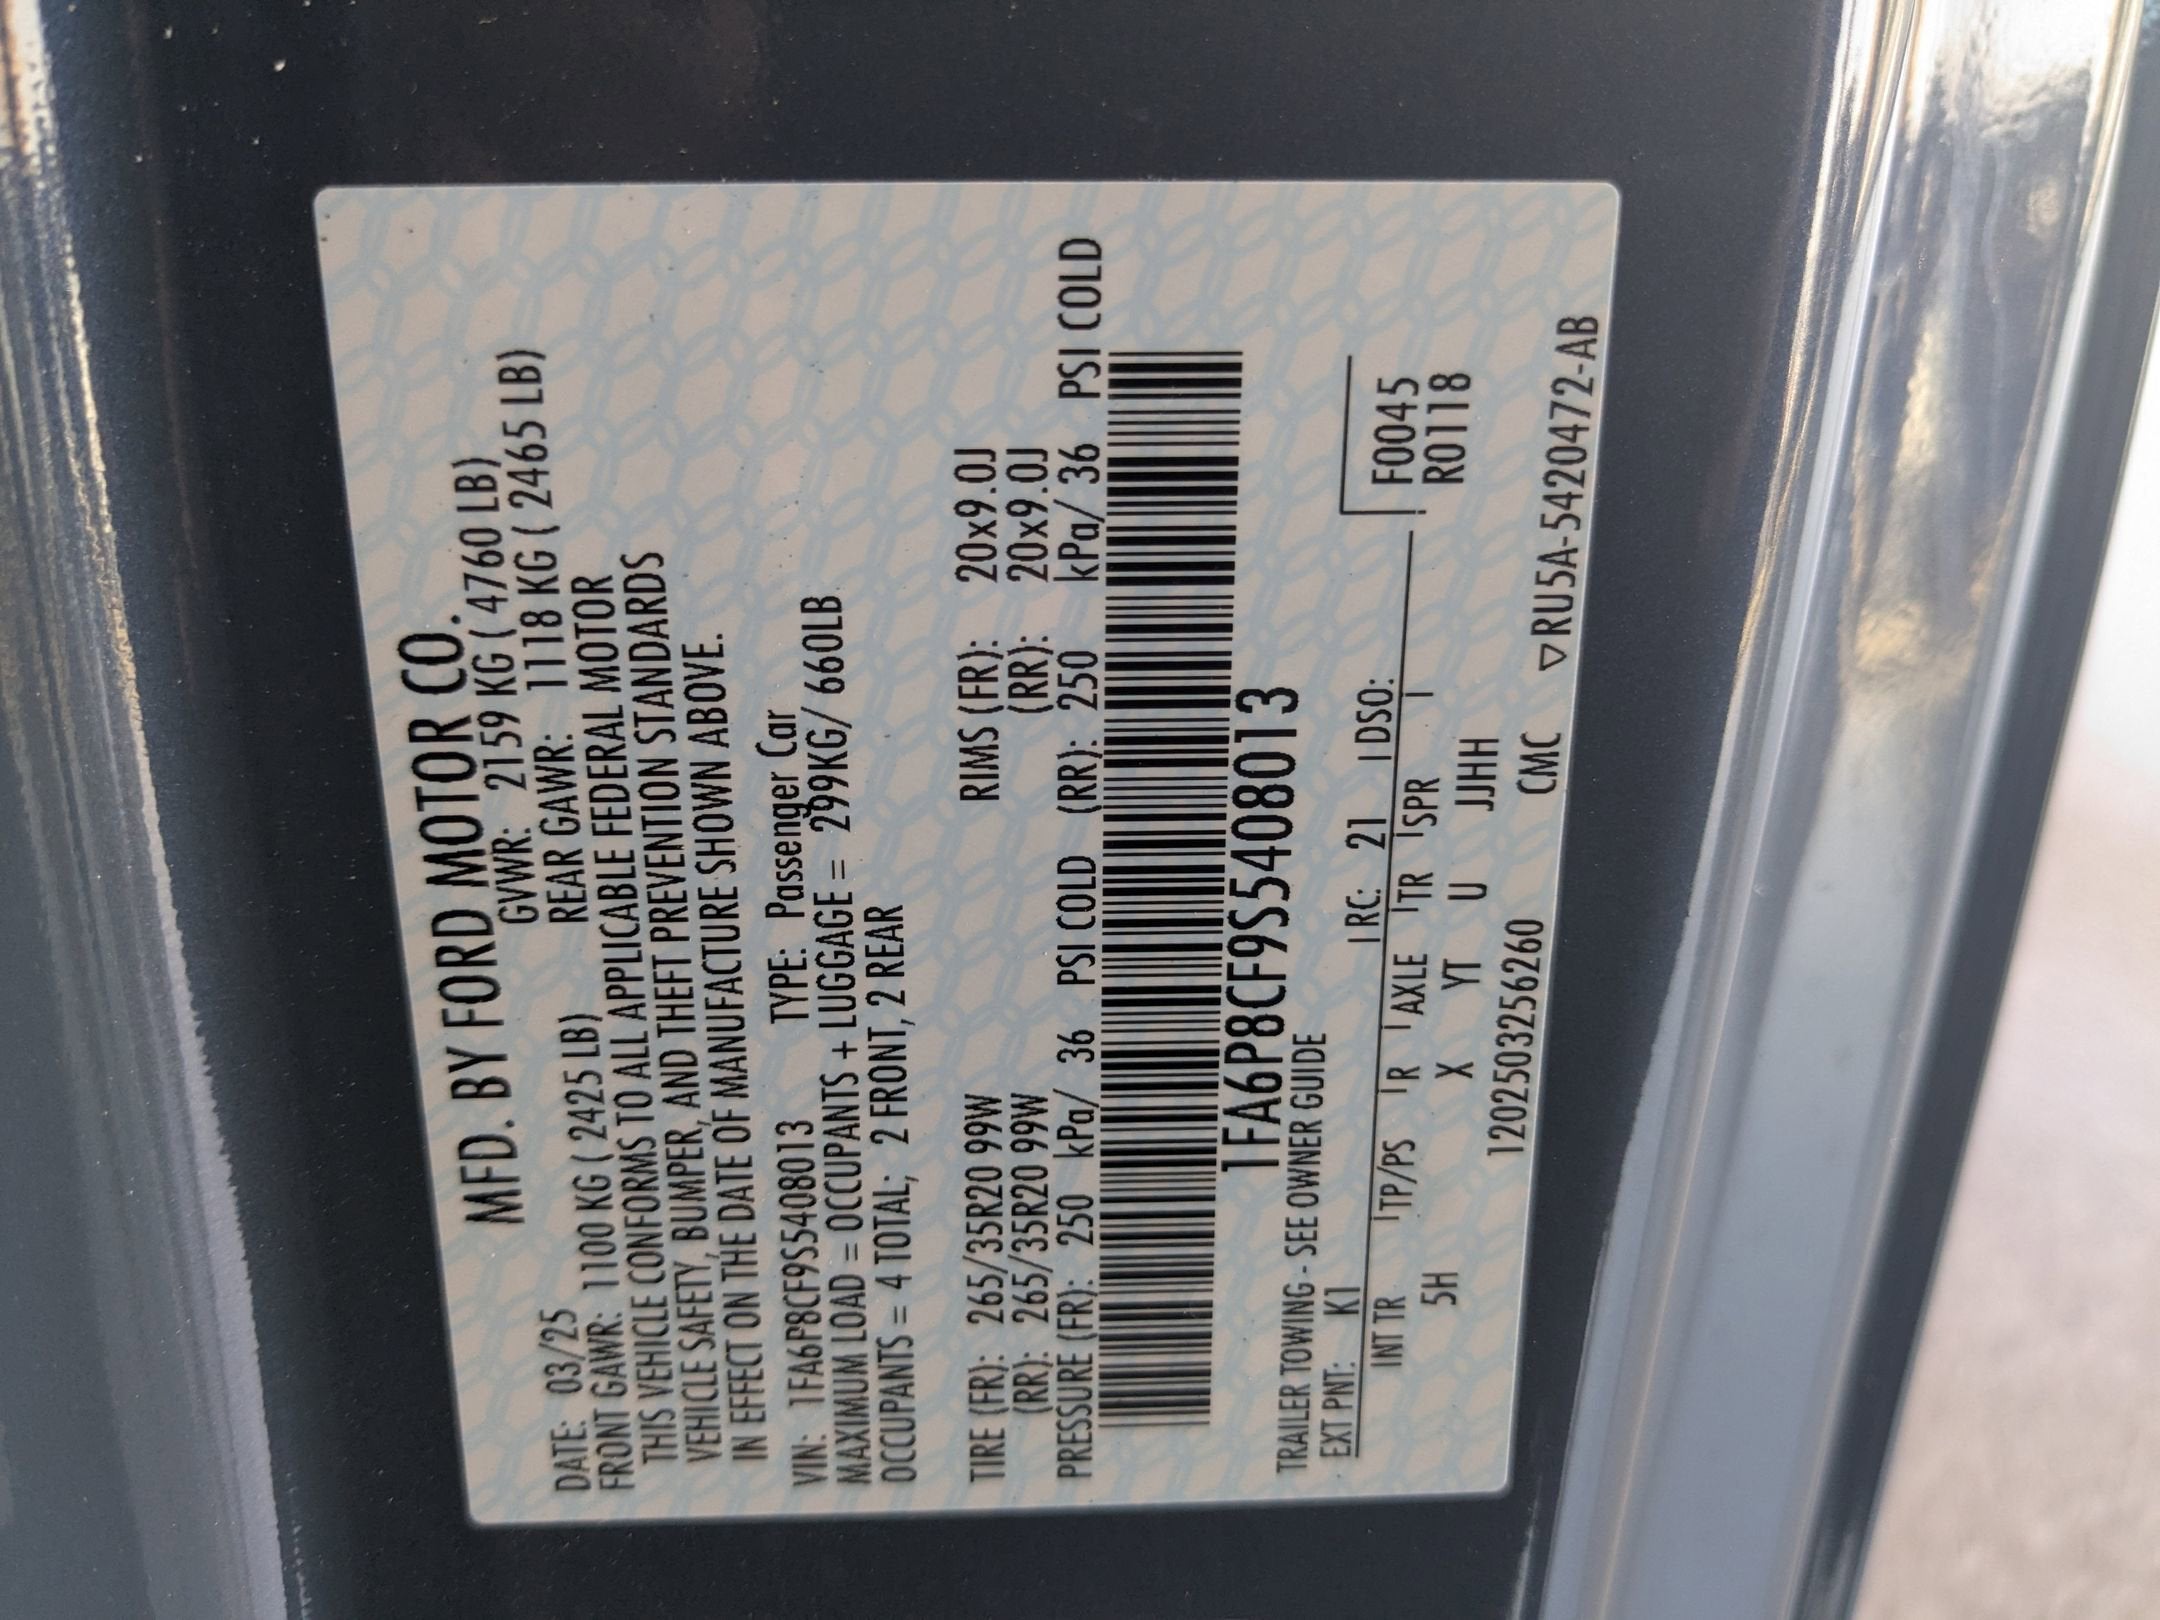 MFD. BY FORD MOTOR CO.
DATE: 03/25 GVWR: 2159 KG ( 4760 LB)
FRONT GAWR: 1100 KG ( 2425 LB) REAR GAWR: 1118 KG ( 2465 LB)
THIS VEHICLE CONFORMS TO ALL APPLICABLE FEDERAL MOTOR
VEHICLE SAFETY, BUMPER, AND THEFT PREVENTION STANDARDS
IN EFFECT ON THE DATE OF MANUFACTURE SHOWN ABOVE.
VIN: 1FA6P8CF9S5408013 TYPE: Passenger Car
MAXIMUM LOAD = OCCUPANTS + LUGGAGE = 299KG/ 660LB
OCCUPANTS = 4 TOTAL; 2 FRONT, 2 REAR
TIRE (FR): 265/35R20 99W RIMS (FR): 20x9.0J
(RR): 265/35R20 99W (RR): 20x9.0J
PRESSURE (FR): 250 kPa/ 36 PSI COLD (RR): 250 kPa/ 36 PSI COLD
1FA6P8CF9S5408013
TRAILER TOWING - SEE OWNER GUIDE
EXT PNT: K1 RC: 21 DSO: F0045
INT TR TP/PS R AXLE TR SPR R0118
5H X YT U JJHH
120250325626​0 CMC ▽RU5A-5420472-AB